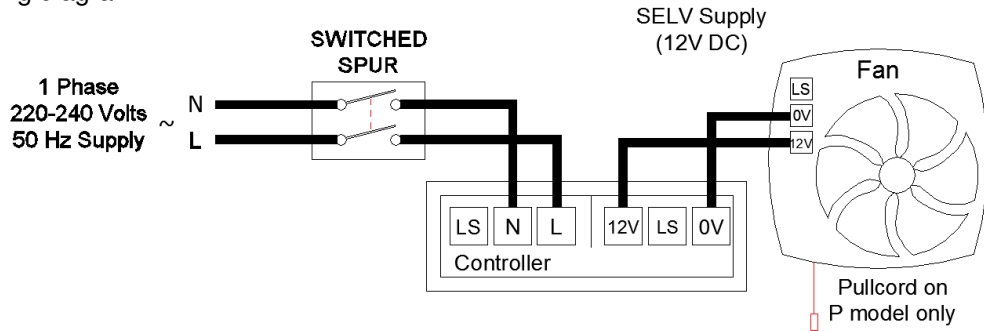 SELV Supply
(12V DC)
SWITCHED
SPUR
1 Phase
220-240 Volts
50 Hz Supply
~
N
L
Fan
LS
0V
12V
LS N L 12V LS 0V
Controller
Pullcord on
P model only